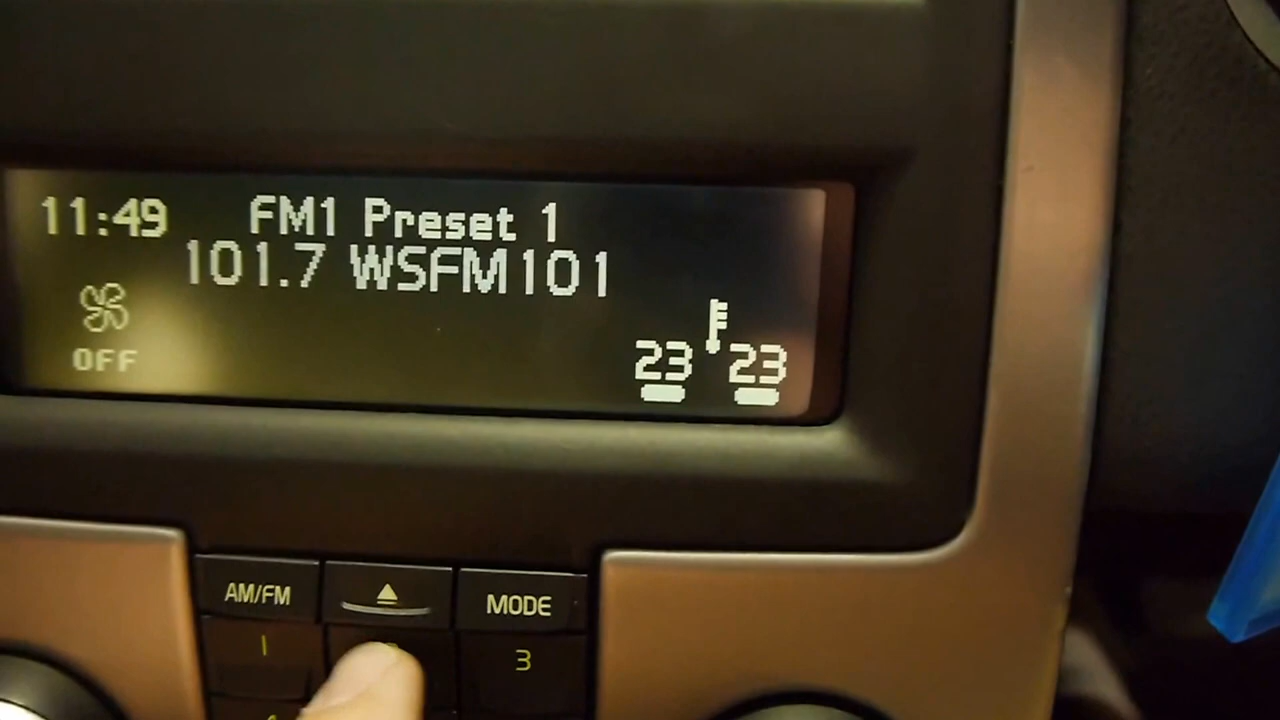 11:49 FM1 Preset 1
101.7 WSFM101
OFF
23 23
AM/FM MODE
1 3